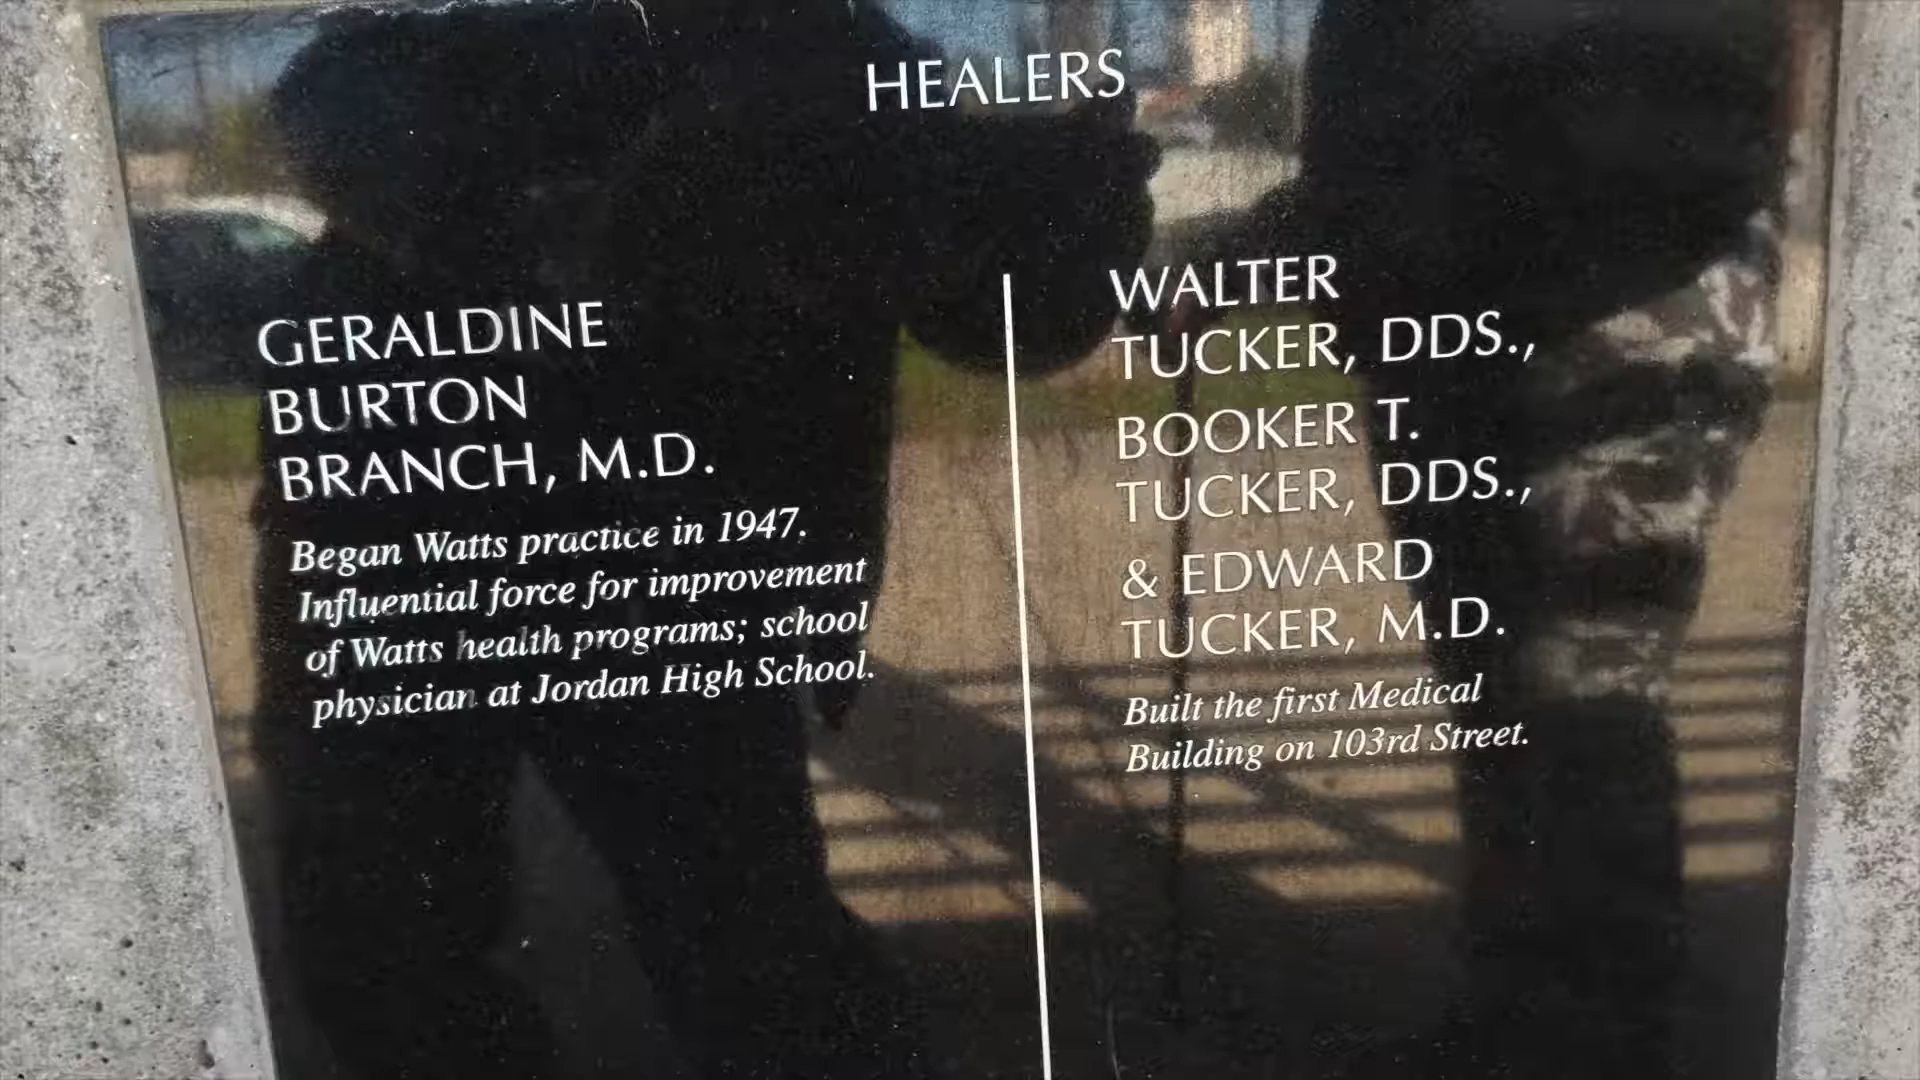 HEALERS
GERALDINE
BURTON
BRANCH, M.D.
Began Watts practice in 1947.
Influential force for improvement
of Watts health programs; school
physician at Jordan High School.
WALTER
TUCKER, DDS.,
BOOKER T.
TUCKER, DDS.,
& EDWARD
TUCKER, M.D.
Built the first Medical
Building on 103rd Street.